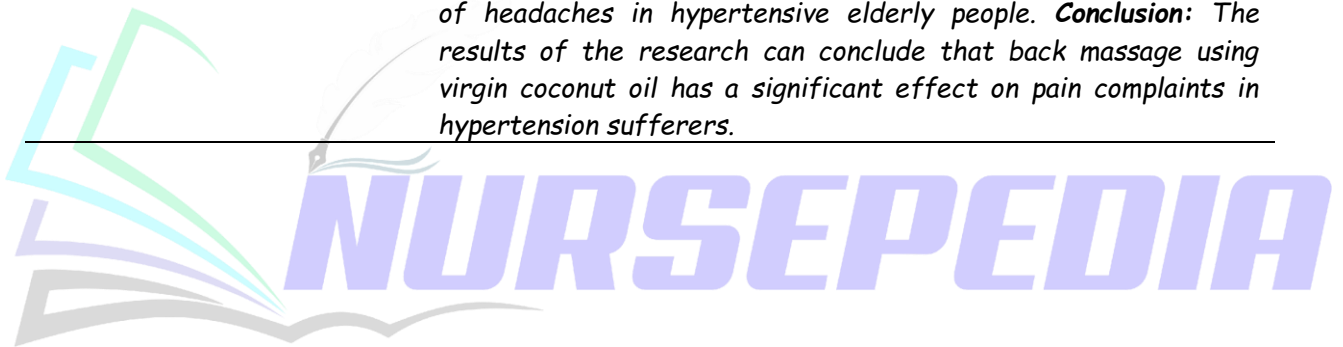 of headaches in hypertensive elderly people. Conclusion: The
results of the research can conclude that back massage using
virgin coconut oil has a significant effect on pain complaints in
hypertension sufferers.
NURSEPEDIA